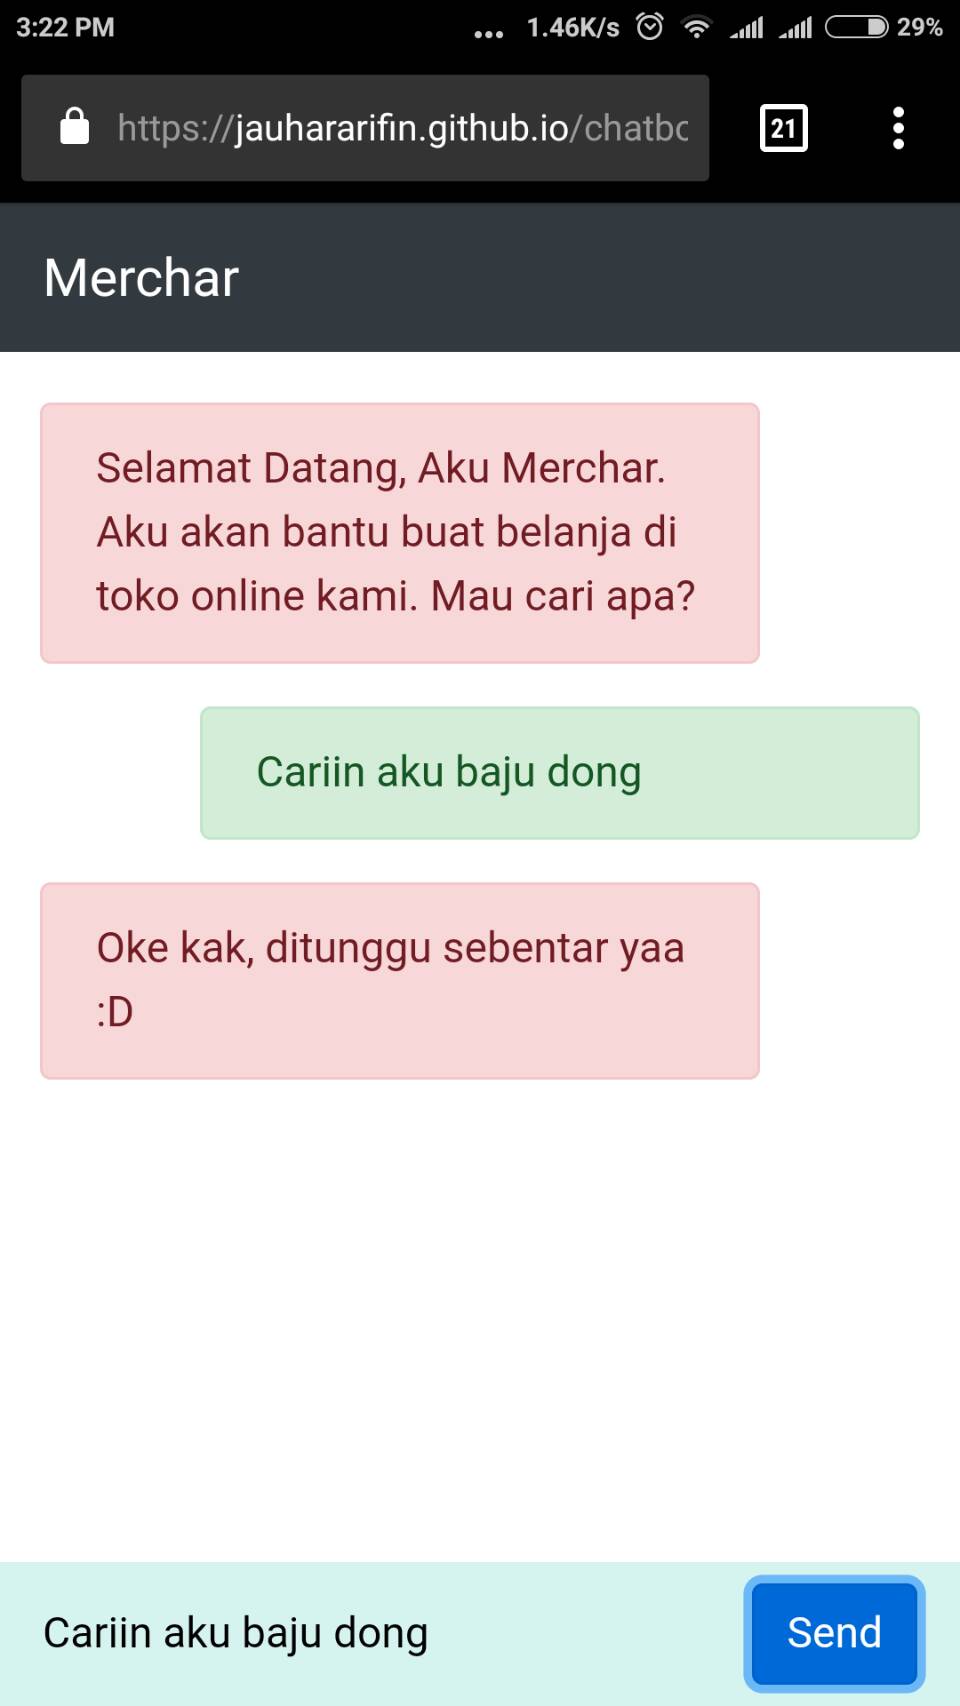 3:22 PM
... 1.46K/s 29%
https://jauhararifin.github.io/chatbo
21
Merchar
Selamat Datang, Aku Merchar.
Aku akan bantu buat belanja di
toko online kami. Mau cari apa?
Cariin aku baju dong
Oke kak, ditunggu sebentar yaa
:D
Cariin aku baju dong
Send